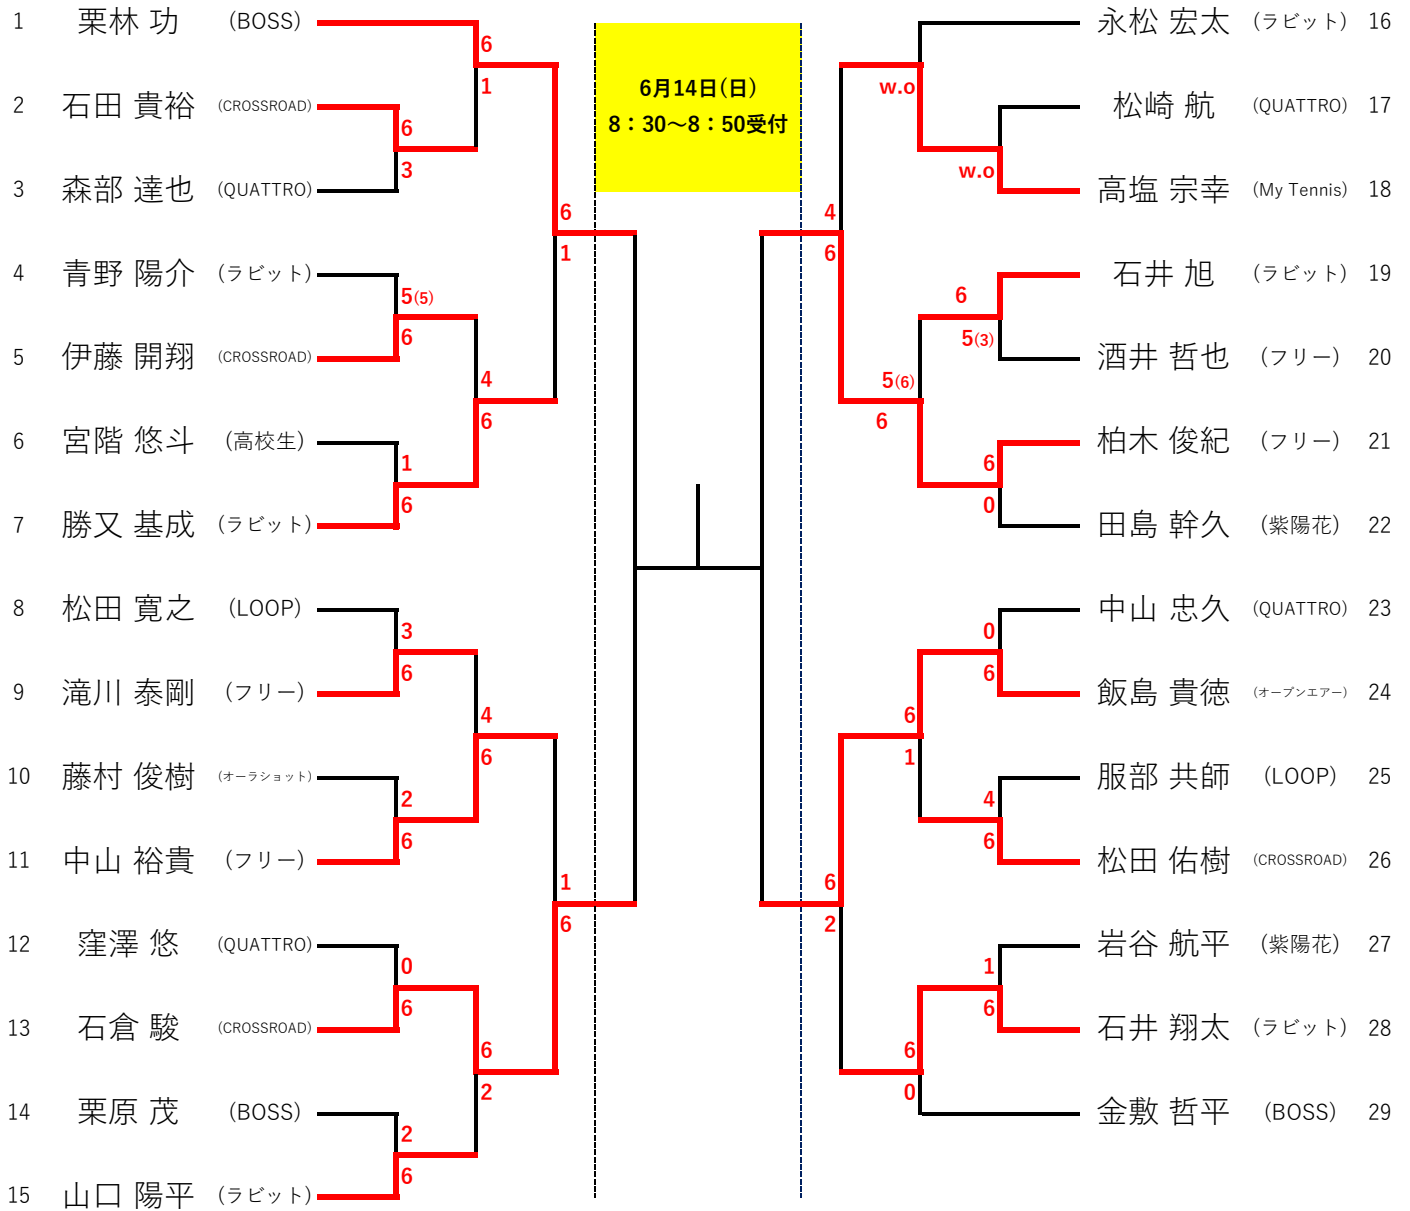 1 栗林 功 (BOSS)
6
1
2 石田 貴裕 (CROSSROAD)
6
3
3 森部 達也 (QUATTRO)
6
1
4 青野 陽介 (ラビット)
5(5)
6
5 伊藤 開翔 (CROSSROAD)
4
6
6 宮階 悠斗 (高校生)
1
6
7 勝又 基成 (ラビット)
8 松田 寛之 (LOOP)
3
6
9 滝川 泰剛 (フリー)
4
6
10 藤村 俊樹 (オーラショット)
2
6
11 中山 裕貴 (フリー)
1
6
12 窪澤 悠 (QUATTRO)
0
6
13 石倉 駿 (CROSSROAD)
6
2
14 栗原 茂 (BOSS)
2
6
15 山口 陽平 (ラビット)
6月14日(日)
8：30～8：50受付
永松 宏太 (ラビット) 16
w.o
松崎 航 (QUATTRO) 17
w.o
高塩 宗幸 (My Tennis) 18
4
6
石井 旭 (ラビット) 19
6
5(3)
酒井 哲也 (フリー) 20
5(6)
6
柏木 俊紀 (フリー) 21
6
0
田島 幹久 (紫陽花) 22
中山 忠久 (QUATTRO) 23
0
6
飯島 貴徳 (オープンエアー) 24
6
1
服部 共師 (LOOP) 25
4
6
松田 佑樹 (CROSSROAD) 26
6
2
岩谷 航平 (紫陽花) 27
1
6
石井 翔太 (ラビット) 28
6
0
金敷 哲平 (BOSS) 29